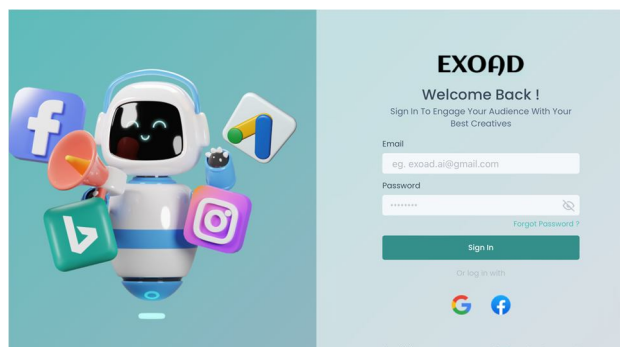 EXOAD
Welcome Back !
Sign In To Engage Your Audience With Your
Best Creatives
Email
eg. exoad.ai@gmail.com
Password
Forgot Password ?
Sign In
Or log in with